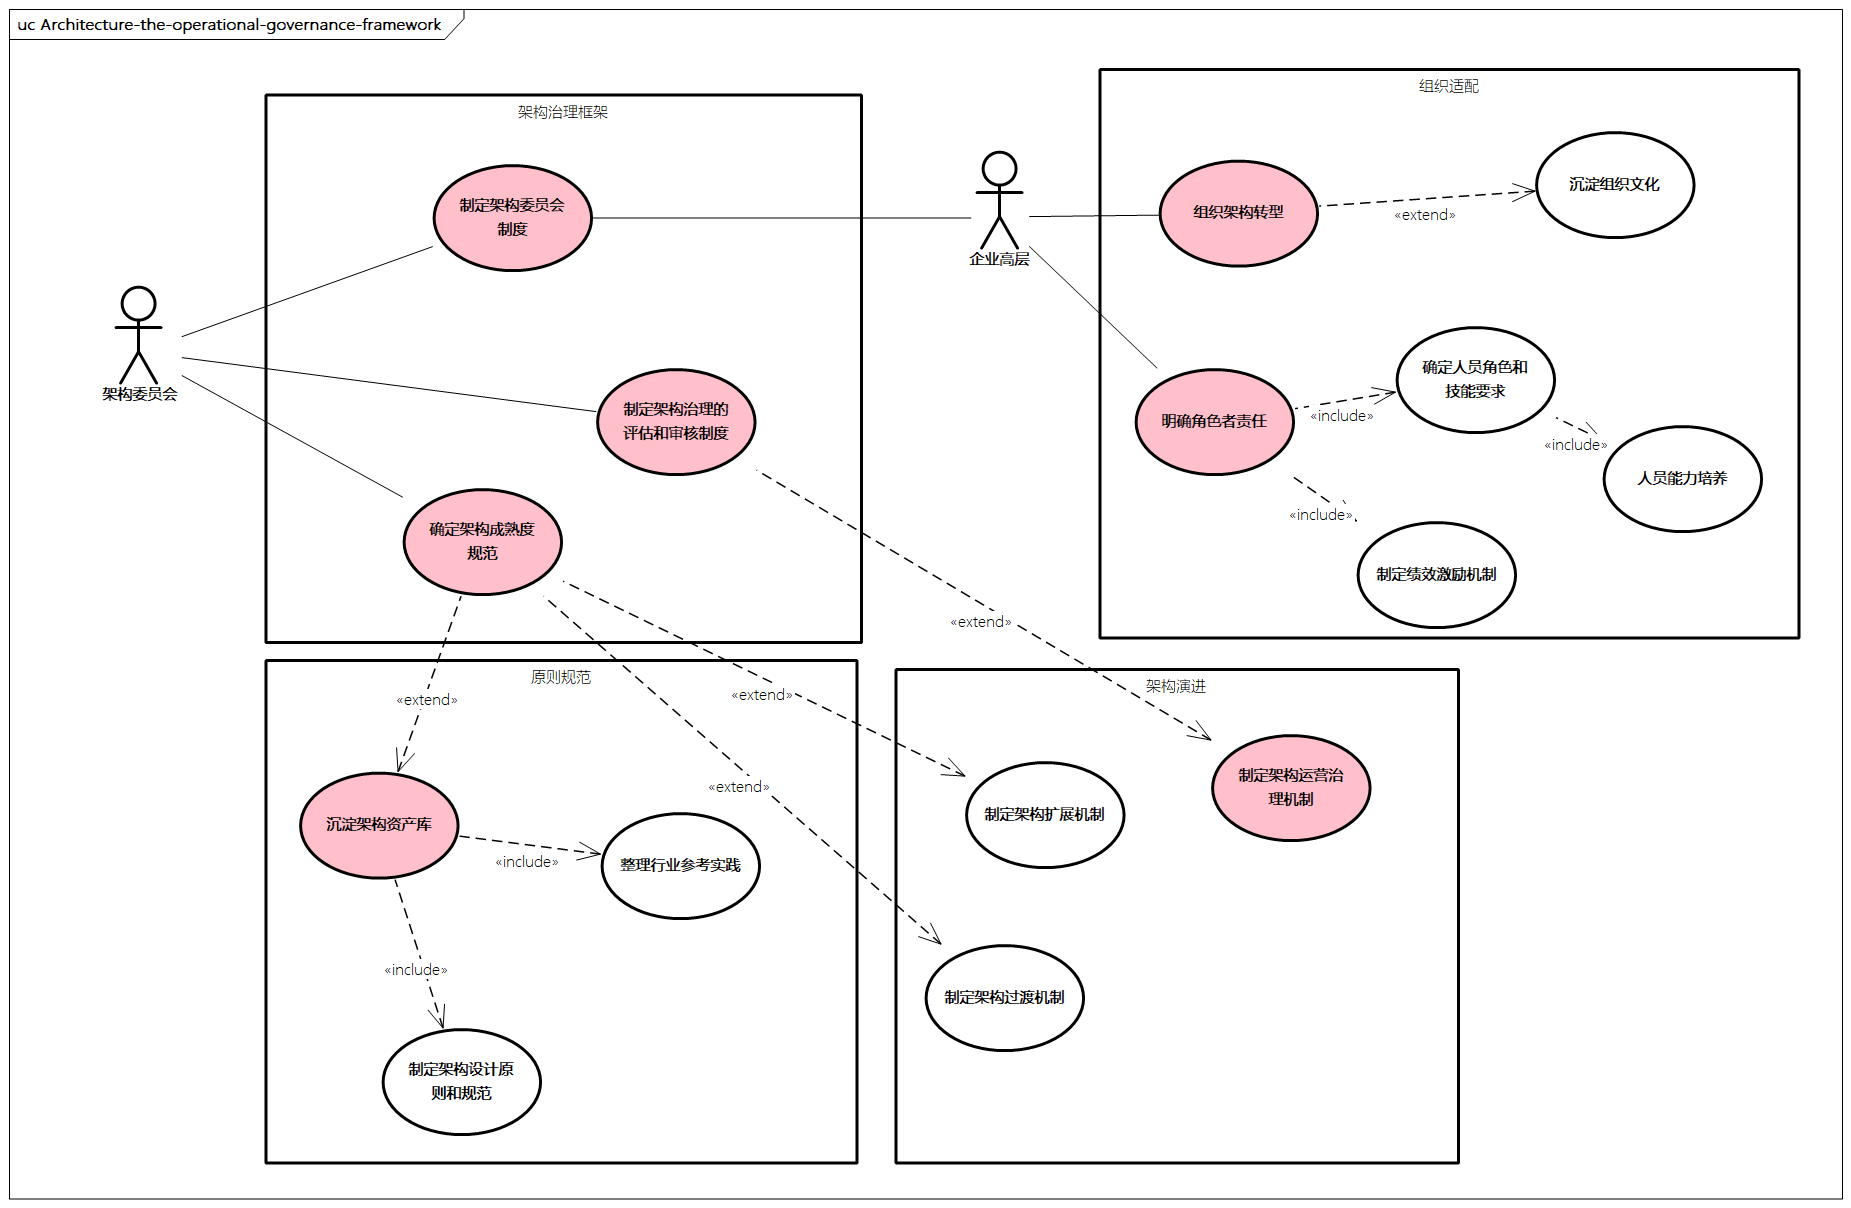 uc Architecture-the-operational-governance-framework
架构治理框架
制定架构委员会
制度
架构委员会
制定架构治理的
评估和审核制度
确定架构成熟度
规范
企业高层
组织适配
组织架构转型
«extend»
沉淀组织文化
明确角色者责任
«include»
确定人员角色和
技能要求
«include»
人员能力培养
«include»
制定绩效激励机制
«extend»
«extend»
«extend»
«extend»
原则规范
沉淀架构资产库
«include»
整理行业参考实践
«include»
制定架构设计原
则和规范
架构演进
制定架构扩展机制
制定架构运营治
理机制
制定架构过渡机制